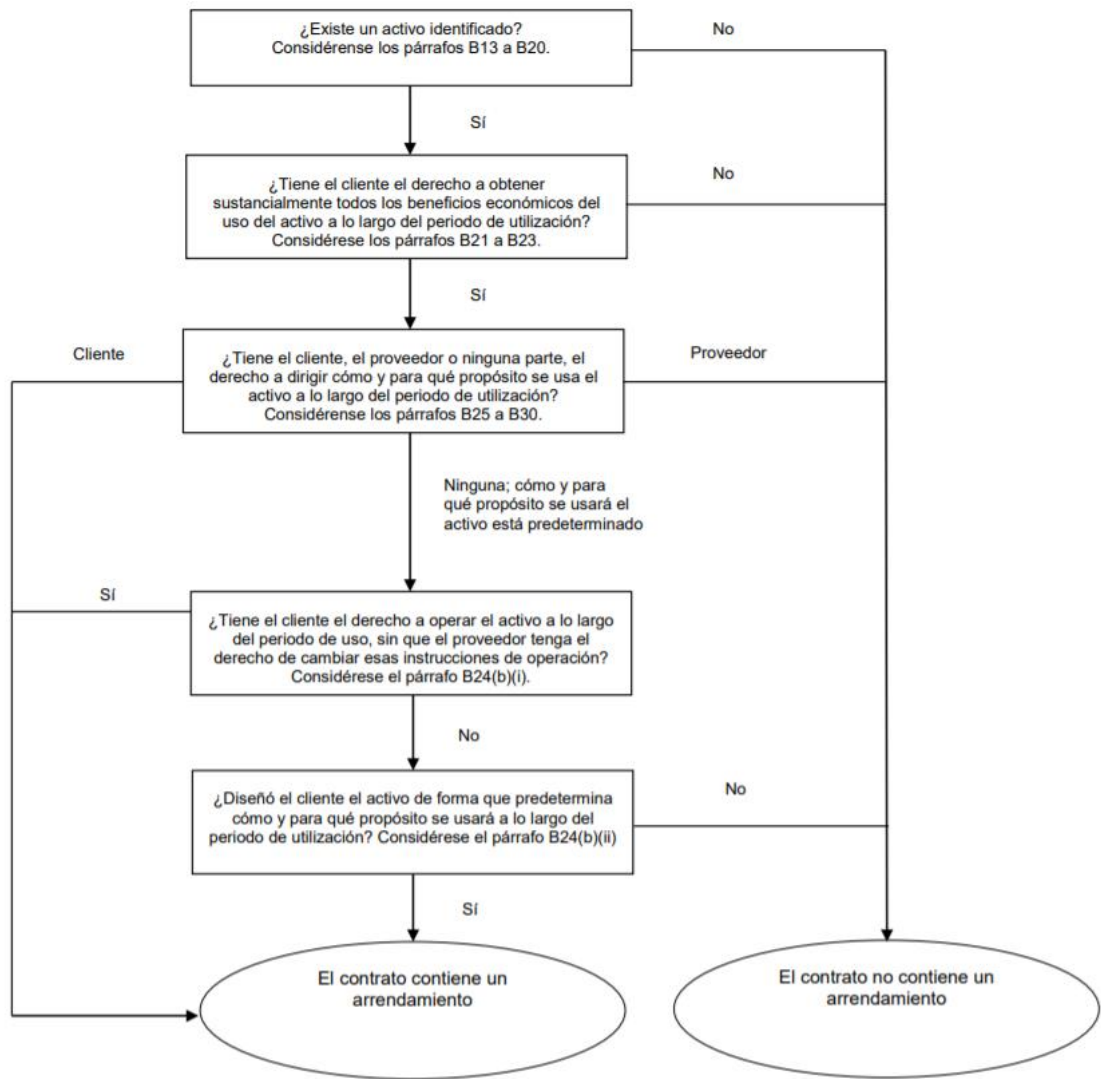 ¿Existe un activo identificado?
Considérense los párrafos B13 a B20.
No
Sí
¿Tiene el cliente el derecho a obtener
sustancialmente todos los beneficios económicos del
uso del activo a lo largo del periodo de utilización?
Considérese los párrafos B21 a B23.
No
Sí
Cliente
¿Tiene el cliente, el proveedor o ninguna parte, el
derecho a dirigir cómo y para qué propósito se usa el
activo a lo largo del periodo de utilización?
Considérense los párrafos B25 a B30.
Proveedor
Ninguna; cómo y para
qué propósito se usará el
activo está predeterminado
Sí
¿Tiene el cliente el derecho a operar el activo a lo largo
del periodo de uso, sin que el proveedor tenga el
derecho de cambiar esas instrucciones de operación?
Considérese el párrafo B24(b)(i).
No
¿Diseñó el cliente el activo de forma que predetermina
cómo y para qué propósito se usará a lo largo del
periodo de utilización? Considérese el párrafo B24(b)(ii)
No
Sí
El contrato contiene un
arrendamiento
El contrato no contiene un
arrendamiento